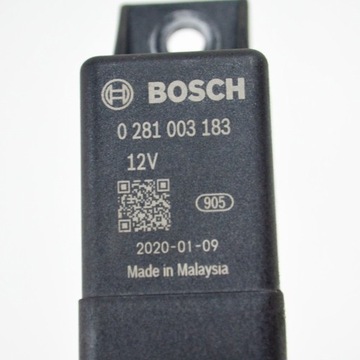 BOSCH
0 281 003 183
12V
905
2020-01-09
Made in Malaysia